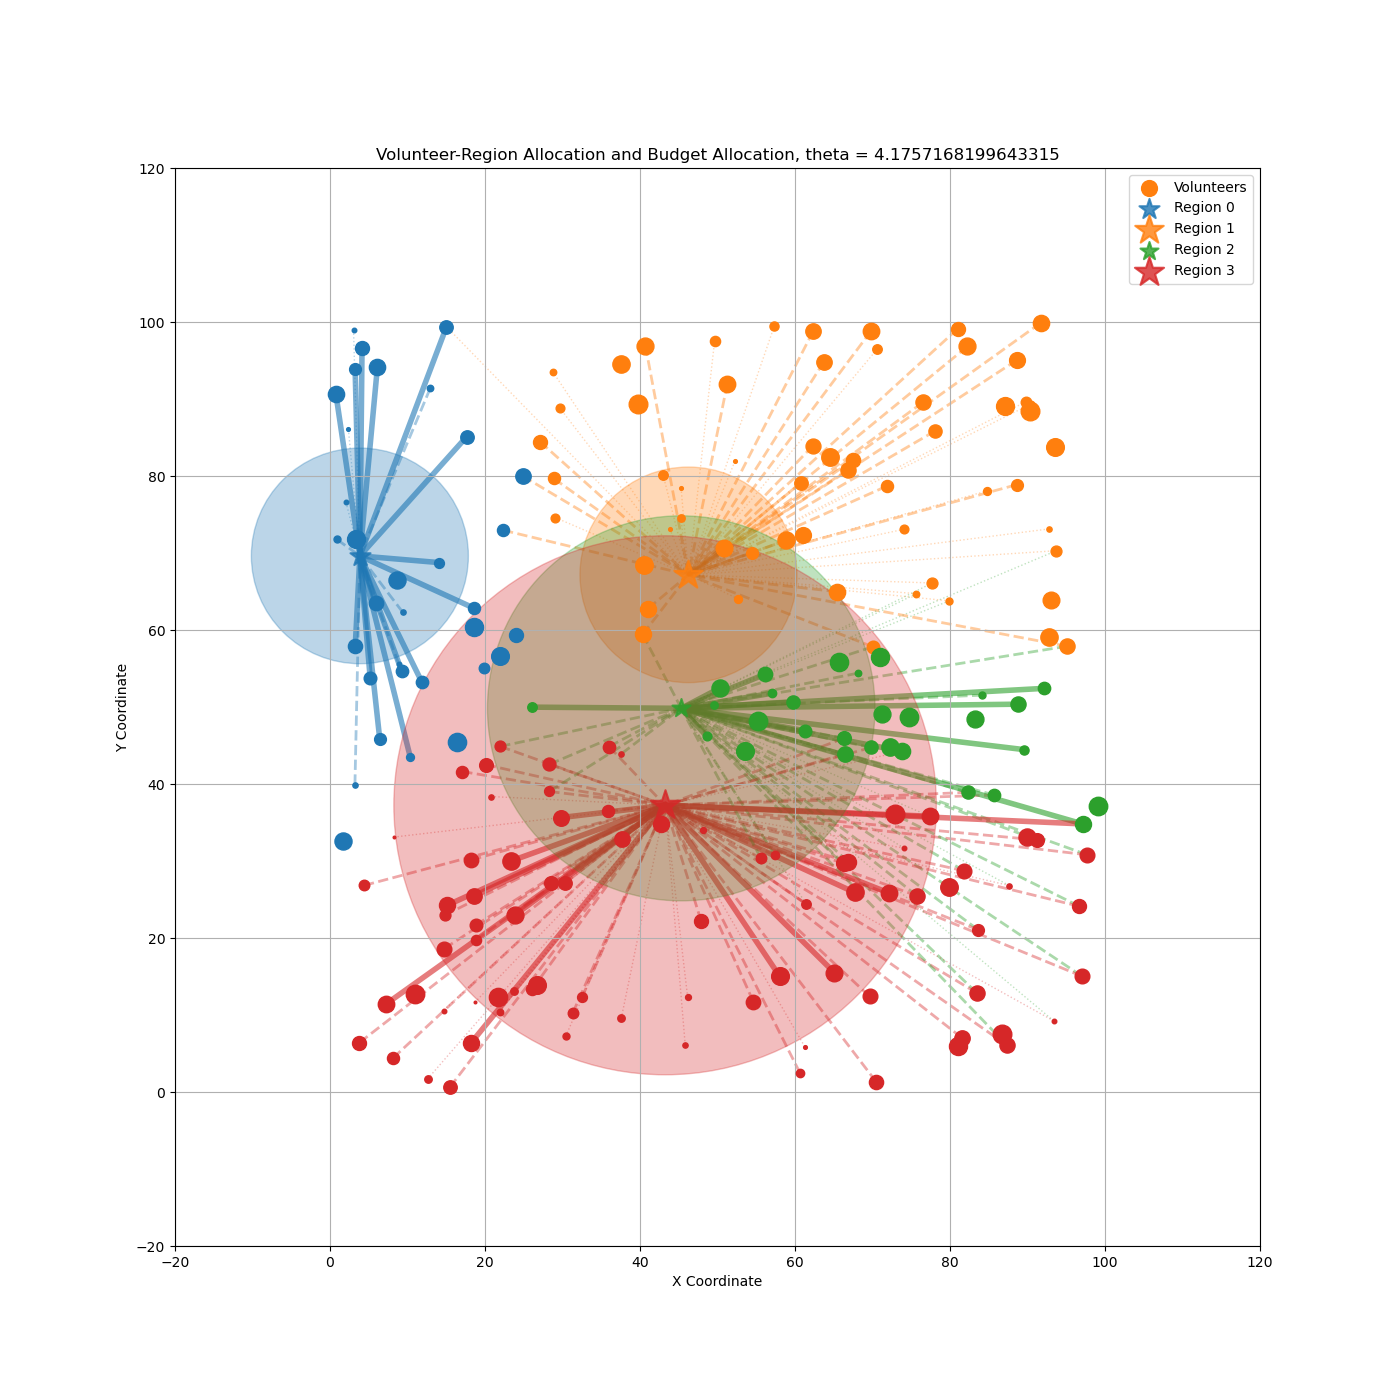 Volunteer-Region Allocation and Budget Allocation, theta = 4.1757168199643315
Volunteers
Region 0
Region 1
Region 2
Region 3
120
100
80
60
40
20
0
−20
Y Coordinate
−20 0 20 40 60 80 100 120
X Coordinate